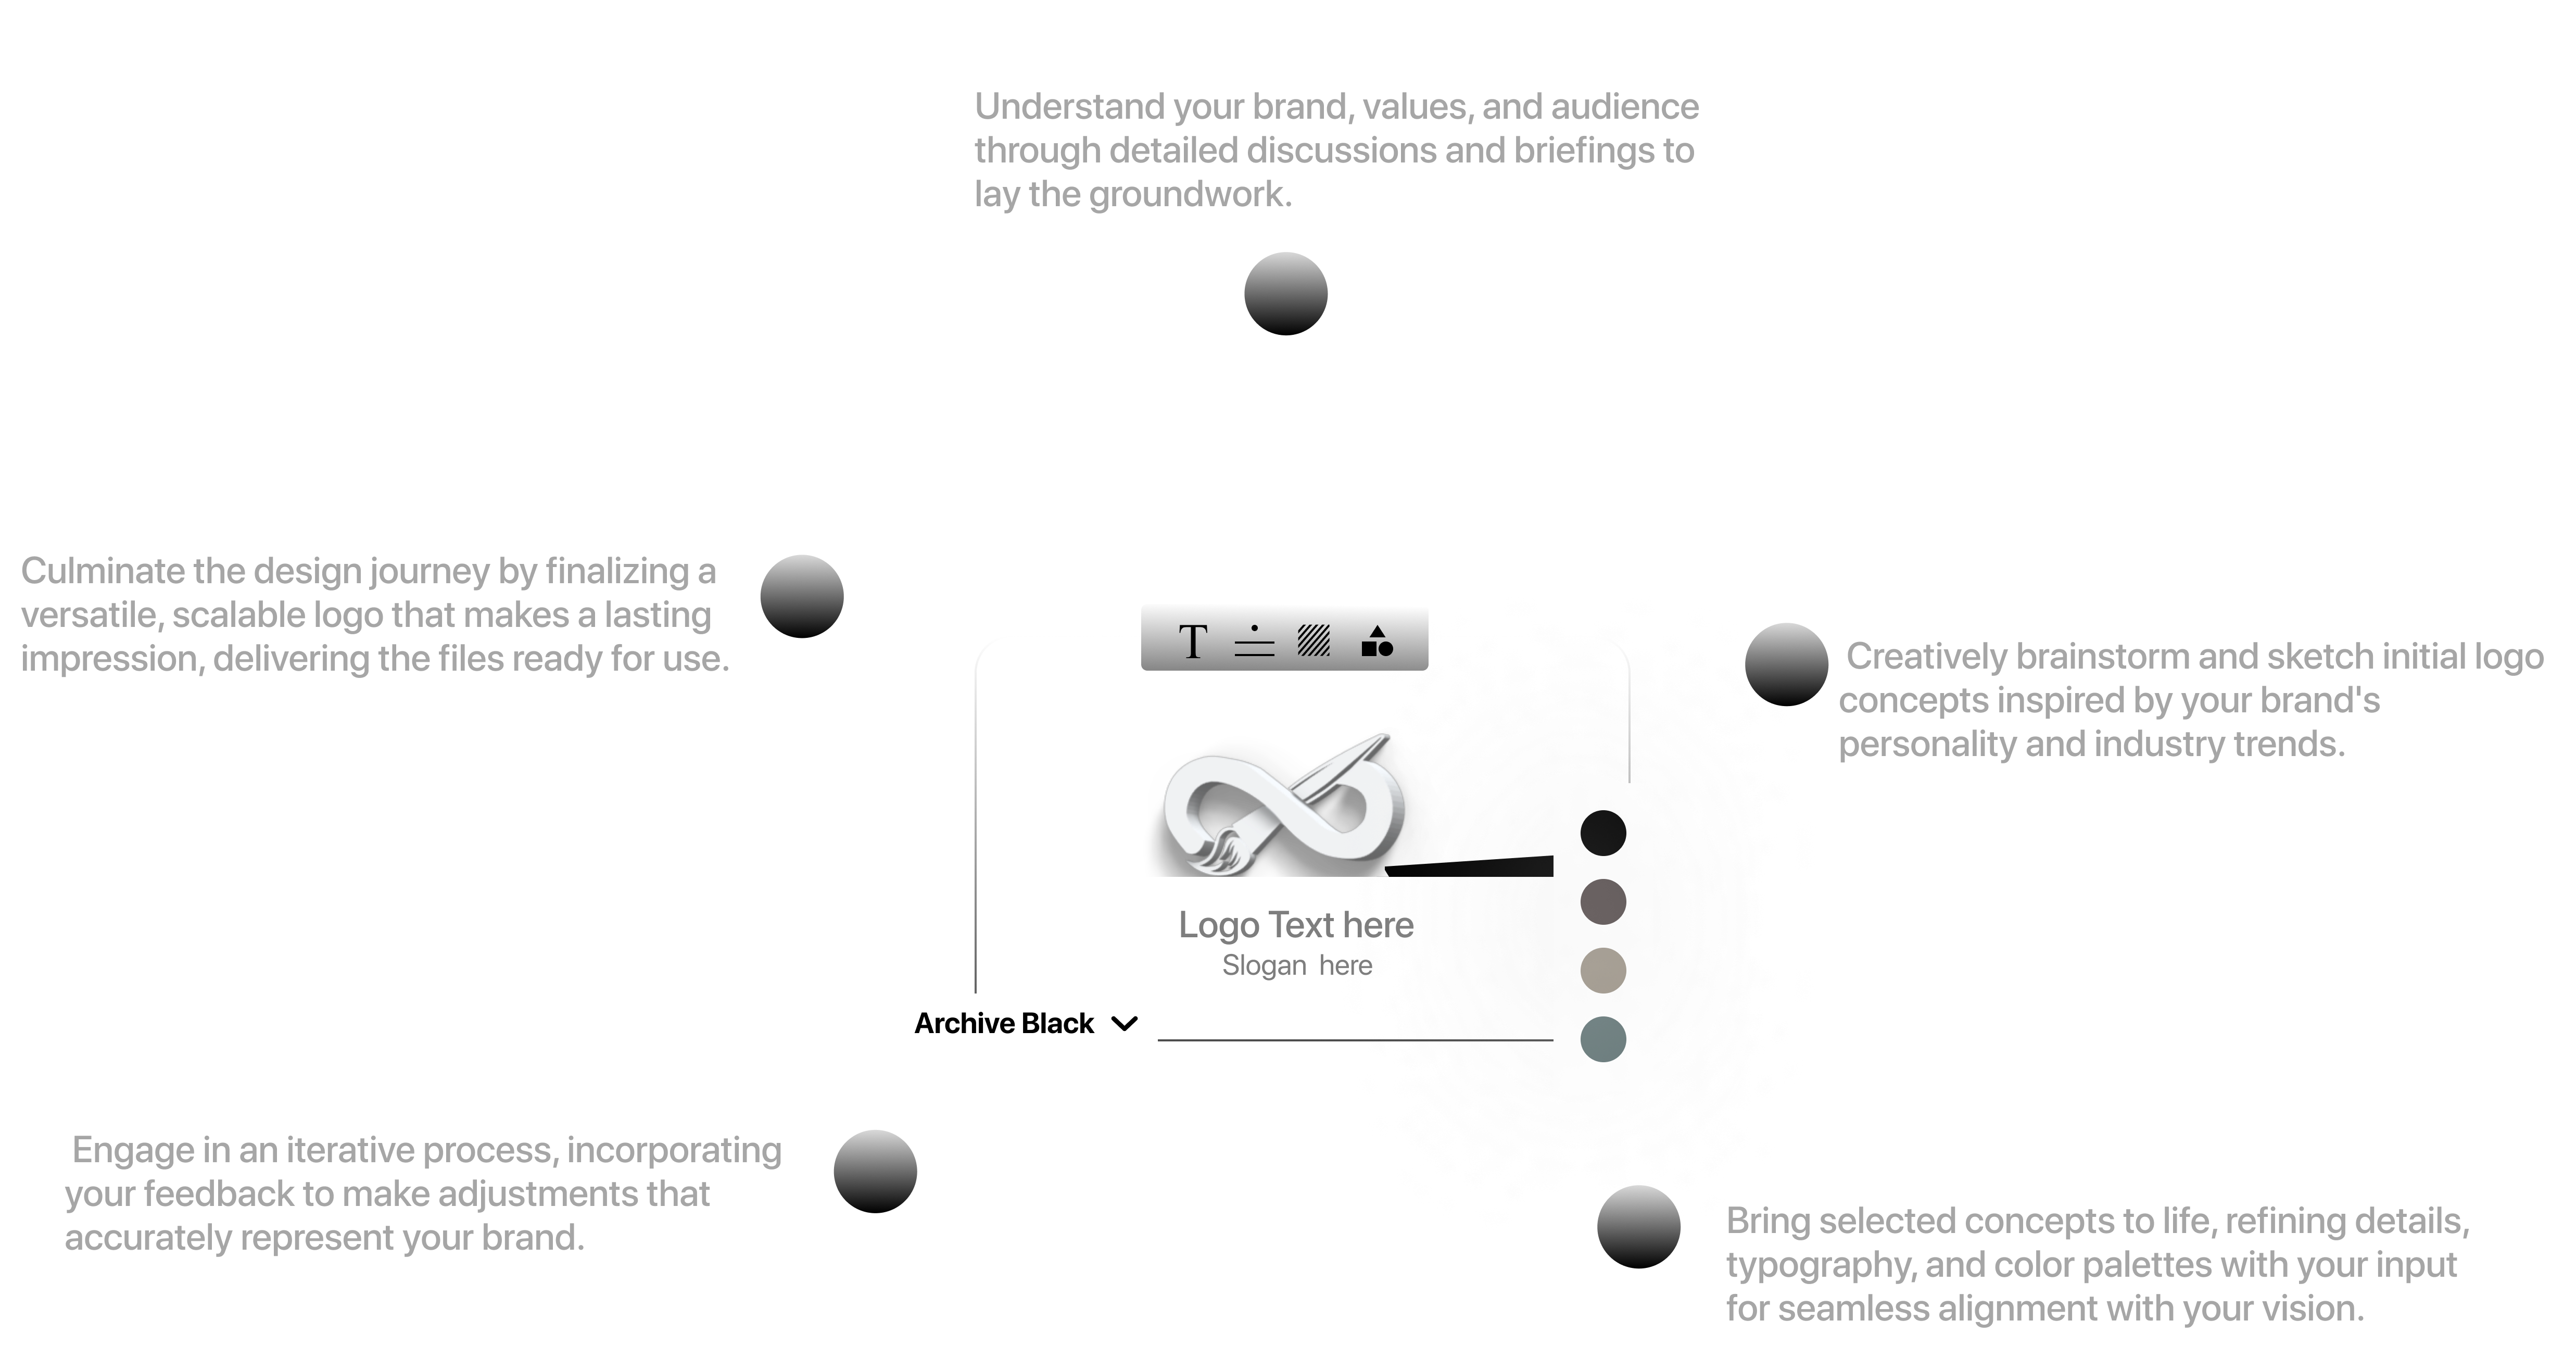 Understand your brand, values, and audience
through detailed discussions and briefings to
lay the groundwork.
Culminate the design journey by finalizing a
versatile, scalable logo that makes a lasting
impression, delivering the files ready for use.
T
Creatively brainstorm and sketch initial logo
concepts inspired by your brand's
personality and industry trends.
Logo Text here
Slogan here
Archive Black
Engage in an iterative process, incorporating
your feedback to make adjustments that
accurately represent your brand.
Bring selected concepts to life, refining details,
typography, and color palettes with your input
for seamless alignment with your vision.